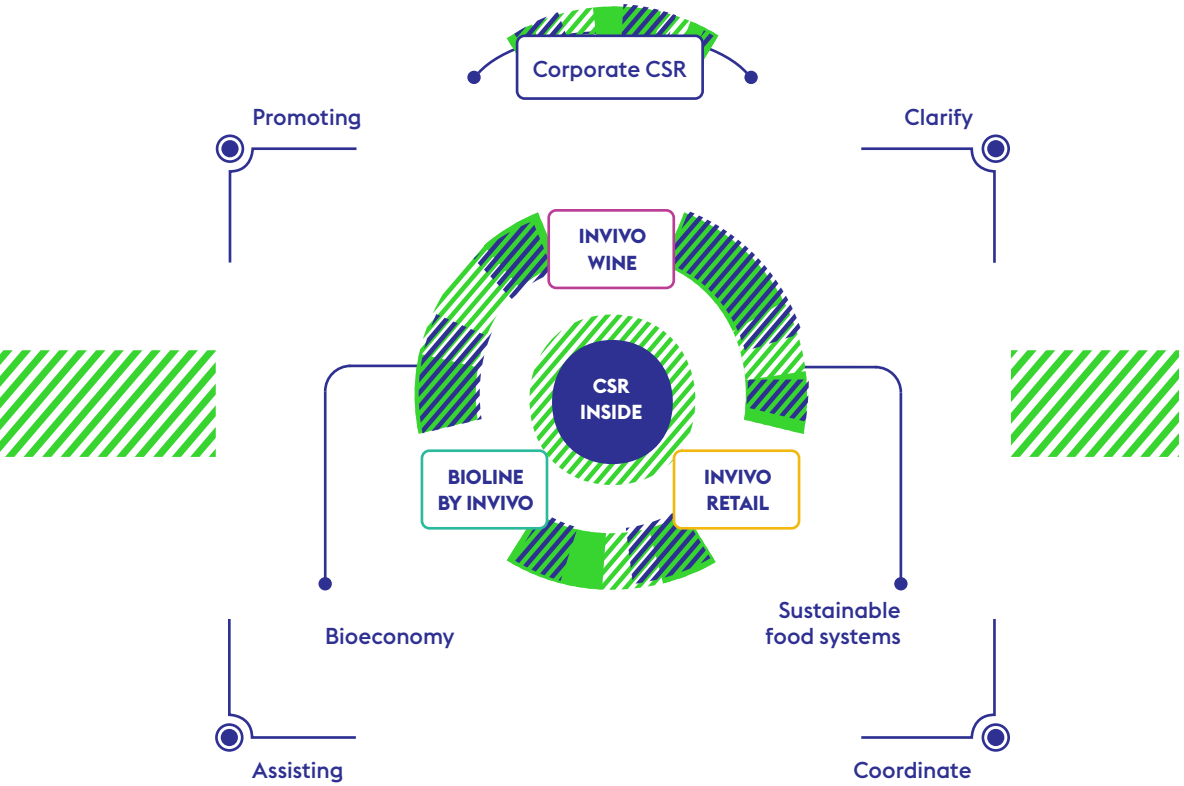 Corporate CSR
Promoting
Clarify
INVIVO
WINE
CSR
INSIDE
BIOLINE
BY INVIVO
INVIVO
RETAIL
Bioeconomy
Sustainable
food systems
Assisting
Coordinate